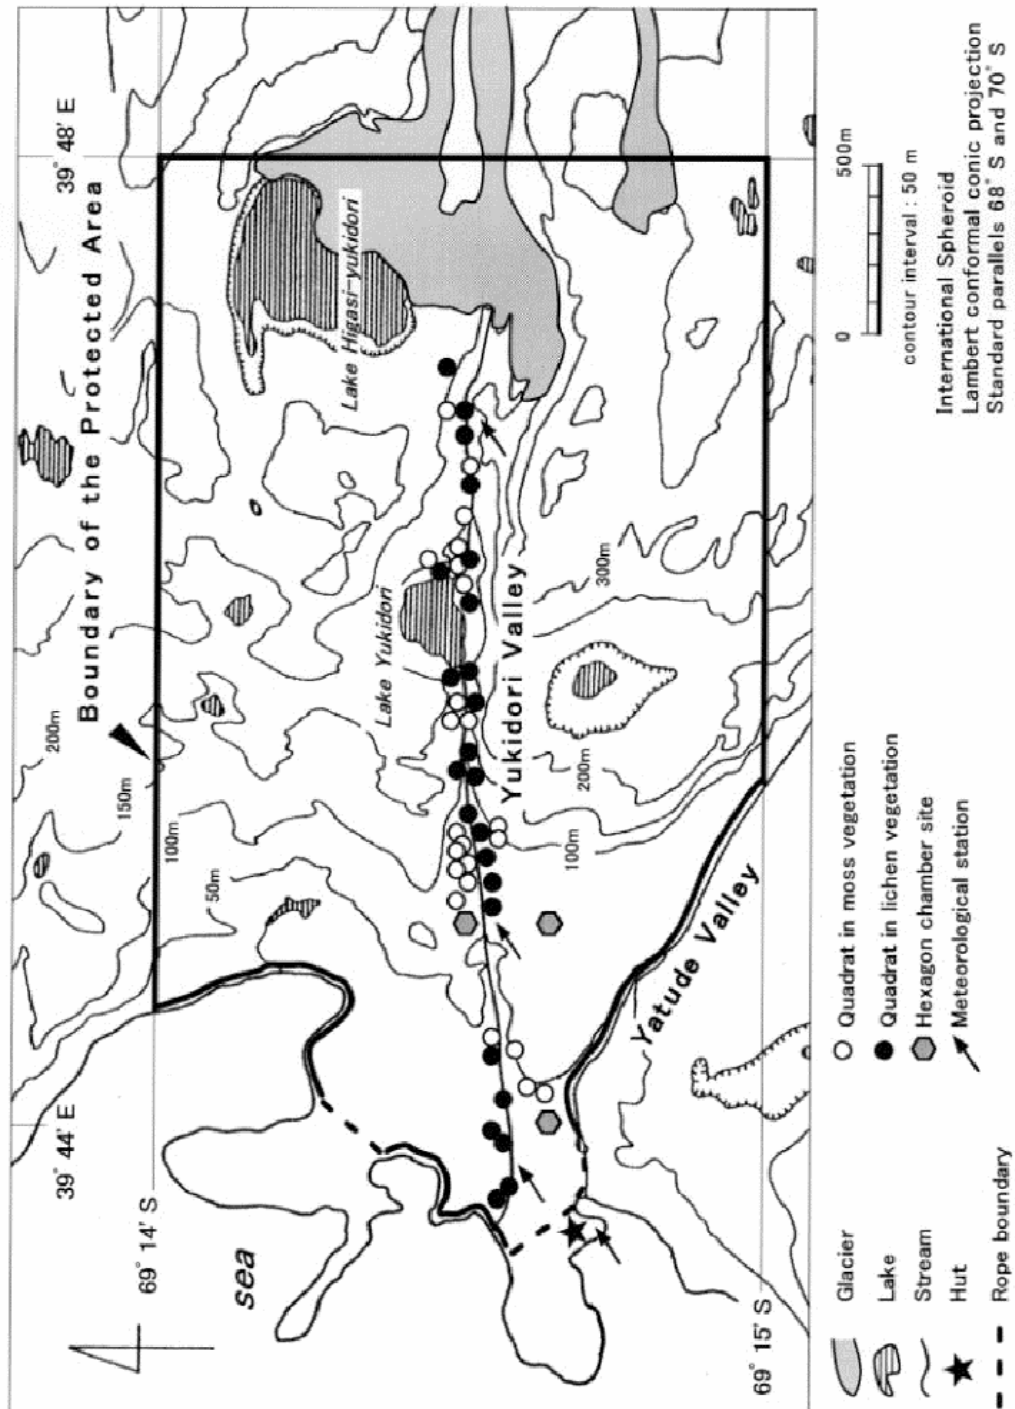 Boundary of the Protected Area
39° 44' E
39° 48' E
69° 14' S
69° 15' S
sea
200m
150m
100m
50m
Lake Higasi-yukidori
Lake Yukidori
Yukidori Valley
300m
200m
100m
Yatude Valley
Glacier
Lake
Stream
Hut
Rope boundary
Quadrat in moss vegetation
Quadrat in lichen vegetation
Hexagon chamber site
Meteorological station
0 500m
contour interval : 50 m
International Spheroid
Lambert conformal conic projection
Standard parallels 68° S and 70° S